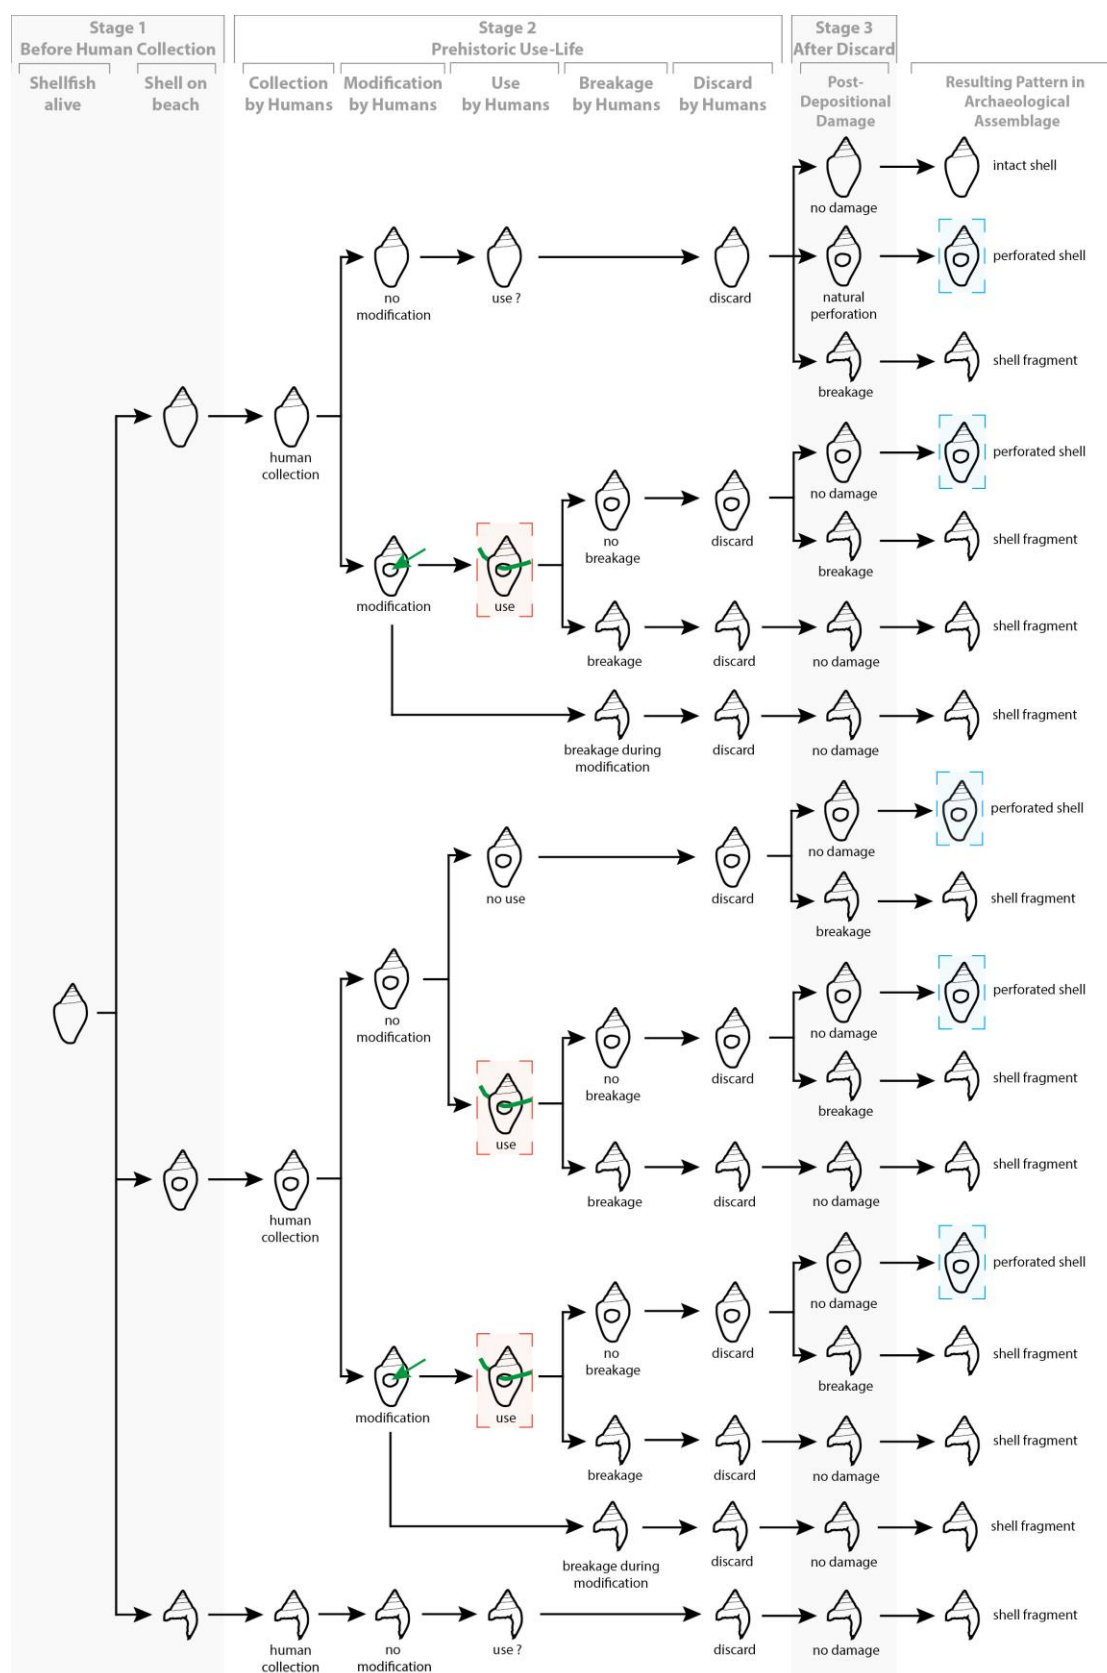 Stage 1
Before Human Collection
Stage 2
Prehistoric Use-Life
Stage 3
After Discard
Shellfish
alive
Shell on
beach
Collection
by Humans
Modification
by Humans
Use
by Humans
Breakage
by Humans
Discard
by Humans
Post-
Depositional
Damage
Resulting Pattern in
Archaeological
Assemblage
intact shell
no damage
perforated shell
no
modification
use ?
discard
natural
perforation
shell fragment
breakage
human
collection
perforated shell
no damage
no
breakage
discard
shell fragment
breakage
modification
use
shell fragment
breakage
discard
no damage
shell fragment
breakage during
modification
discard
no damage
perforated shell
no damage
no use
discard
shell fragment
breakage
perforated shell
no
modification
no damage
no
breakage
discard
shell fragment
breakage
use
shell fragment
breakage
discard
no damage
human
collection
perforated shell
no damage
no
breakage
discard
shell fragment
breakage
modification
use
shell fragment
breakage
discard
no damage
shell fragment
breakage during
modification
discard
no damage
shell fragment
human
collection
no
modification
use ?
discard
no damage